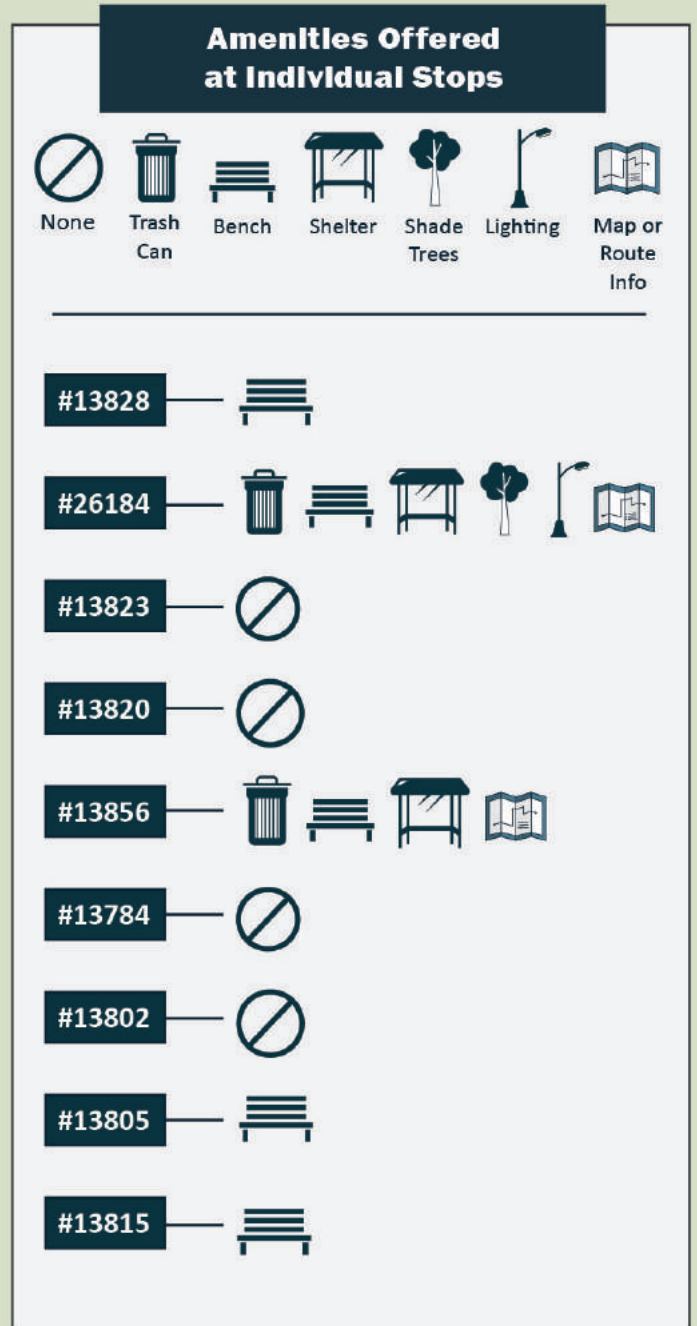 Amenities Offered
at Individual Stops
None
Trash
Can
Bench
Shelter
Shade
Trees
Lighting
Map or
Route
Info
#13828
#26184
#13823
#13820
#13856
#13784
#13802
#13805
#13815